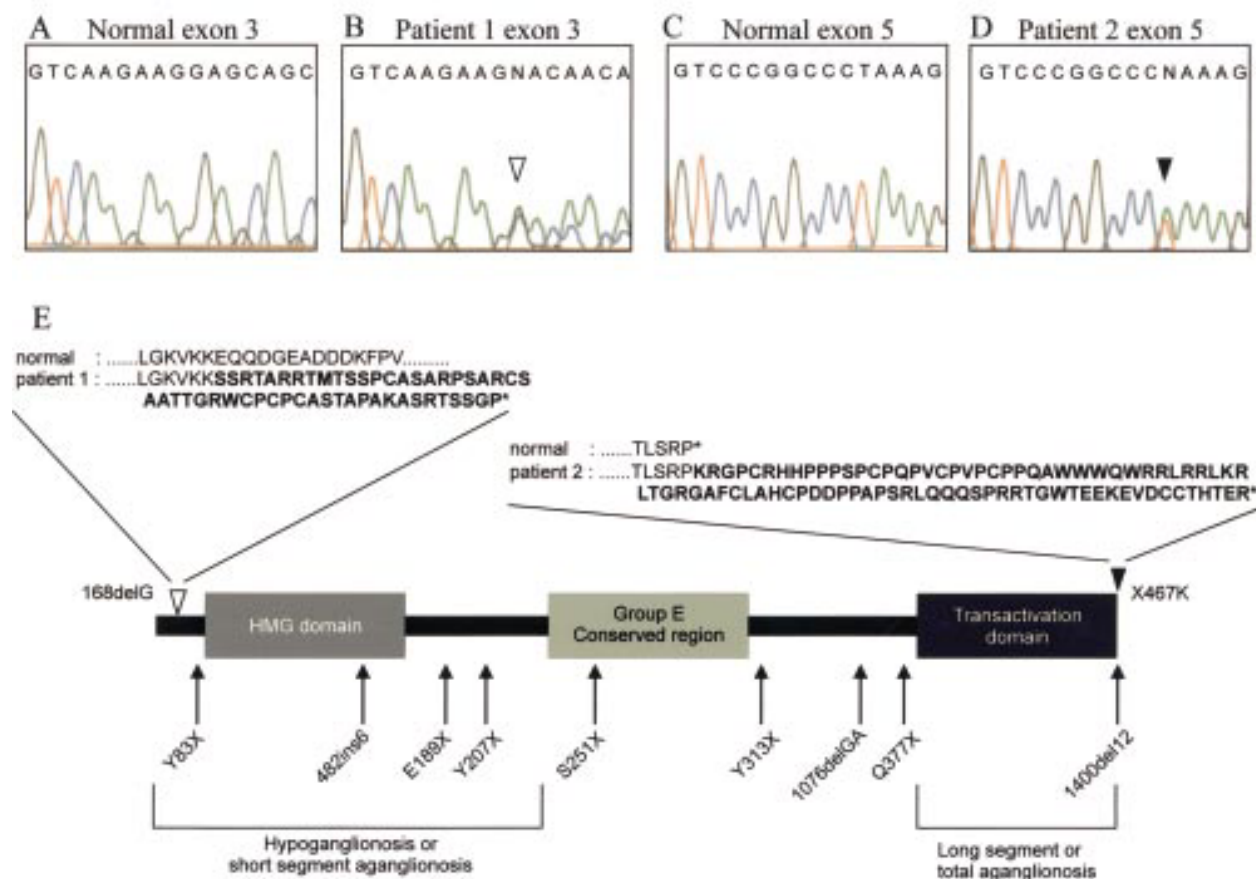 A Normal exon 3
GTCAAGAAGGAGCAGC
B Patient 1 exon 3
GTCAAGAAGNACAACA
C Normal exon 5
GTCCCGGCCCTAAAG
D Patient 2 exon 5
GTCCCGGCCCNAAAG
E
normal : ......LGKVKKEQQDGEADDDKFPV.........
patient 1 : ......LGKVKKSSRTARRTMTSSPCASARPSARCS
AATTGRWCPCPCASTAPAKASRTSSGP*
normal : ......TLSRP*
patient 2 : ......TLSRPKRGPCRHHPPPSPCPQPVCPVPCPPQAWWWQWRRLRRLKR
LTGRGAFCLAHCPDDPPAPSRLQQQSPRRTGWTEEKEVDCCTHTER*
168delG
X467K
HMG domain
Group E
Conserved region
Transactivation
domain
Y83X
482ins6
E189X
Y207X
S251X
Y313X
1076delGA
Q377X
1400del12
Hypoganglionosis or
short segment aganglionosis
Long segment or
total aganglionosis